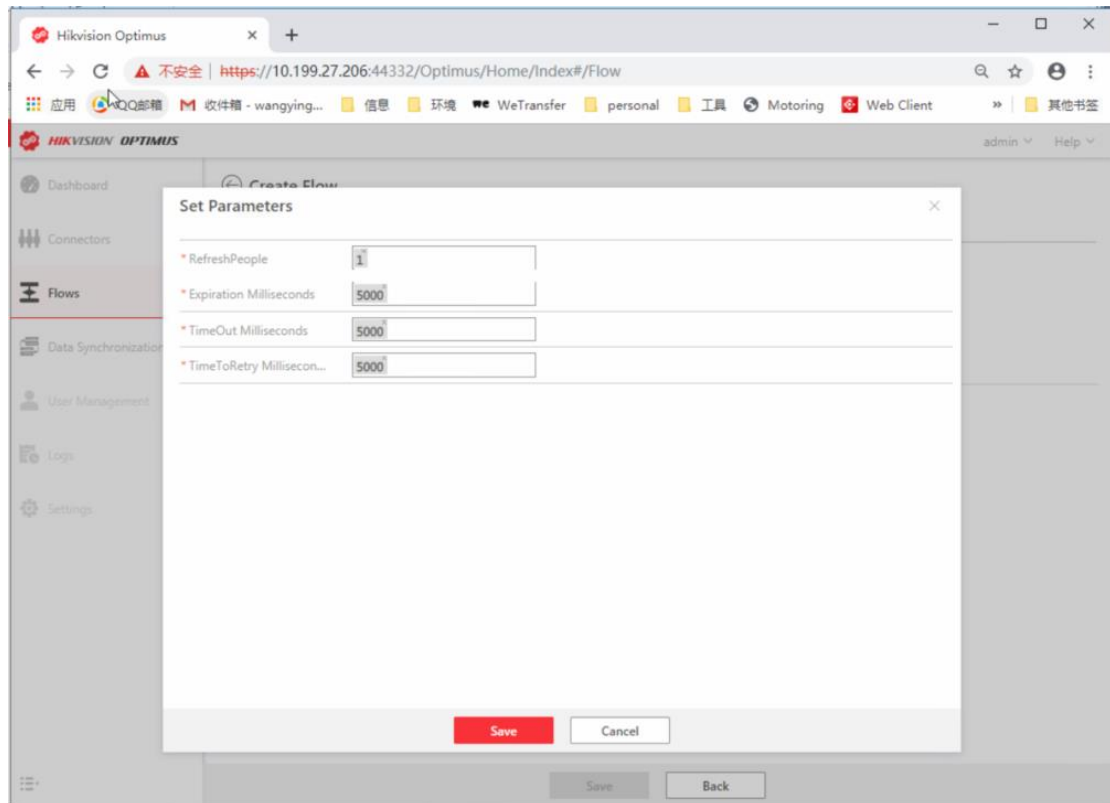 Hikvision Optimus
不安全 | https://10.199.27.206:44332/Optimus/Home/Index#/Flow
应用 QQ邮箱 收件箱 - wangying... 信息 环境 we WeTransfer personal 工具 Motoring Web Client » 其他书签
HIKVISION OPTIMUS admin Help
Dashboard
Create Flow
Set Parameters
Connectors
* RefreshPeople 1
Flows
* Expiration Milliseconds 5000
* TimeOut Milliseconds 5000
Data Synchronization
* TimeToRetry Millisecon... 5000
User Management
Logs
Settings
Save Cancel
Save Back